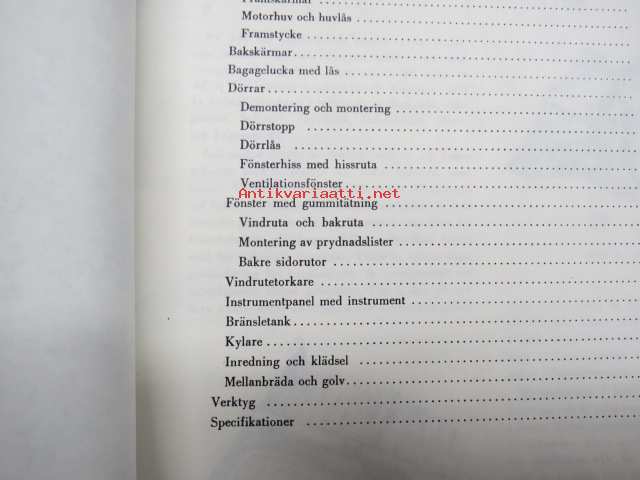 Framskärmar
Motorhuv och huvlås
Framstycke
Bakskärmar
Bagagelucka med lås
Dörrar
Demontering och montering
Dörrstopp
Dörrlås
Fönsterhiss med hissruta
Ventilationsfönster
Antikvariaatti.net
Fönster med gummitätning
Vindruta och bakruta
Montering av prydnadslister
Bakre sidorutor
Vindrutetorkare
Instrumentpanel med instrument
Bränsletank
Kylare
Inredning och klädsel
Mellanbräda och golv
Verktyg
Specifikationer